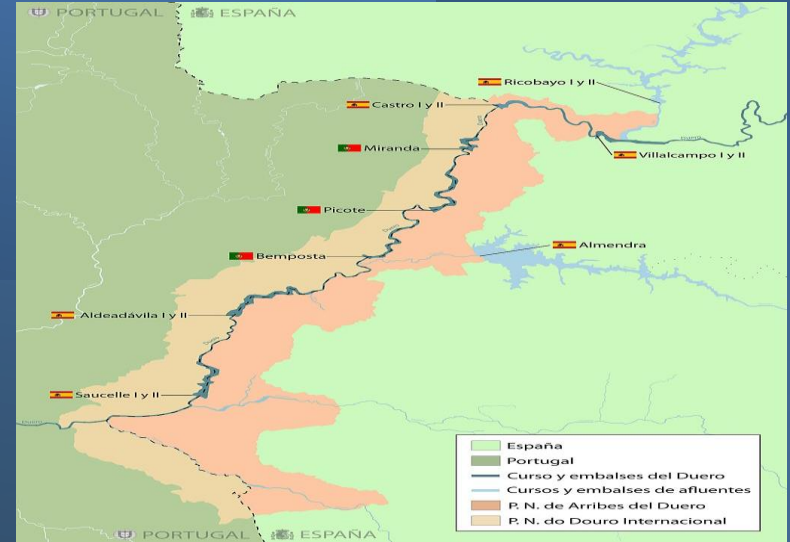 PORTUGAL
ESPAÑA
Ricobayo I y II
Castro I y II
Miranda
Villalcampo I y II
Picote
Almendra
Bemposta
Aldeadávila I y II
Saucelle I y II
España
Portugal
Curso y embalses del Duero
Cursos y embalses de afluentes
P. N. de Arribes del Duero
P. N. do Douro Internacional
PORTUGAL
ESPAÑA